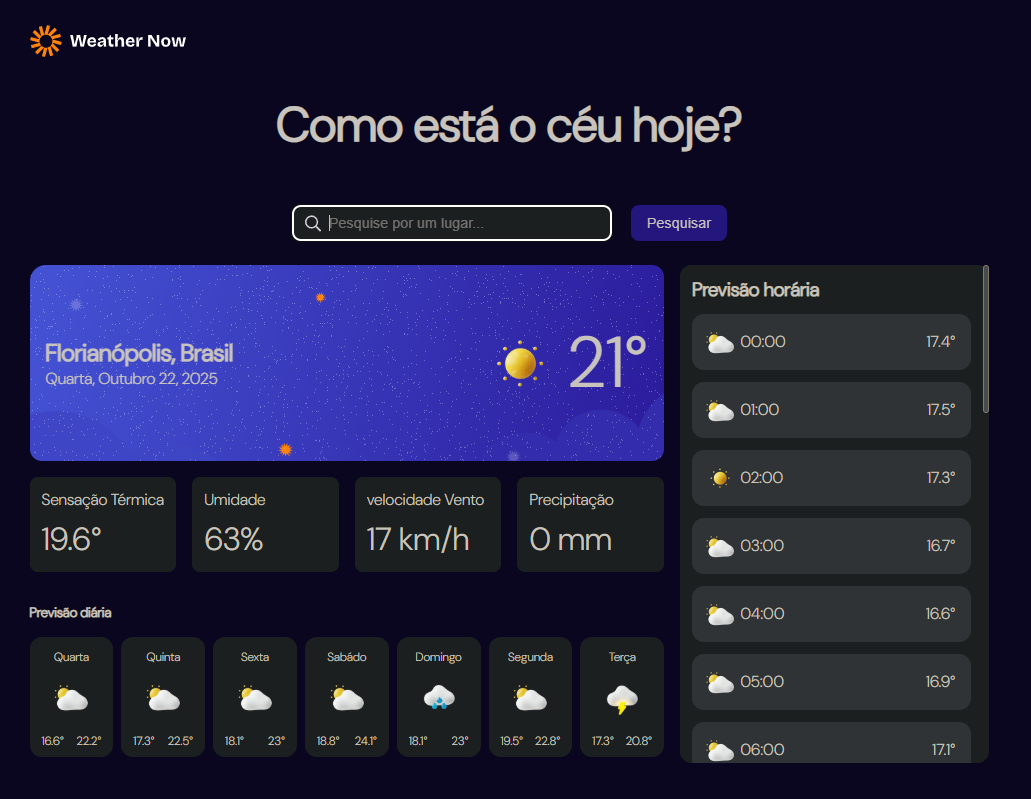 Weather Now
Como está o céu hoje?
Pesquise por um lugar...
Pesquisar
Florianópolis, Brasil
Quarta, Outubro 22, 2025
21°
Sensação Térmica
19.6°
Umidade
63%
velocidade Vento
17 km/h
Precipitação
0 mm
Previsão diária
Quarta
16.6° 22.2°
Quinta
17.3° 22.5°
Sexta
18.1° 23°
Sabádo
18.8° 24.1°
Domingo
18.1° 23°
Segunda
19.5° 22.8°
Terça
17.3° 20.8°
Previsão horária
00:00 17.4°
01:00 17.5°
02:00 17.3°
03:00 16.7°
04:00 16.6°
05:00 16.9°
06:00 17.1°